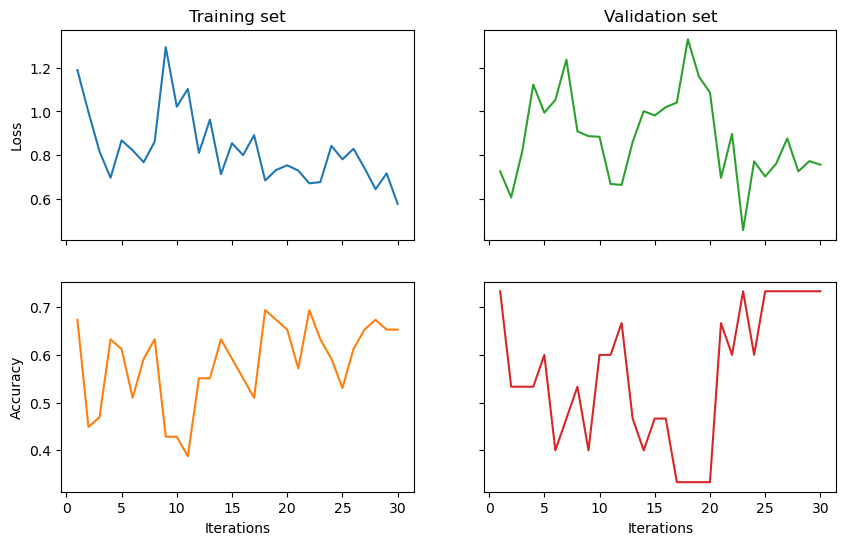 Training set
Validation set
Loss
1.2
1.0
0.8
0.6
Accuracy
0.7
0.6
0.5
0.4
0 5 10 15 20 25 30
0 5 10 15 20 25 30
Iterations
Iterations